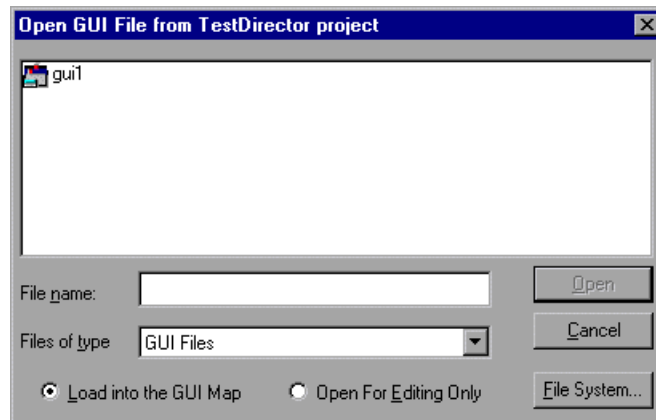 Open GUI File from TestDirector project
gui1
File name:
Open
Files of type
GUI Files
Cancel
Load into the GUI Map
Open For Editing Only
File System...